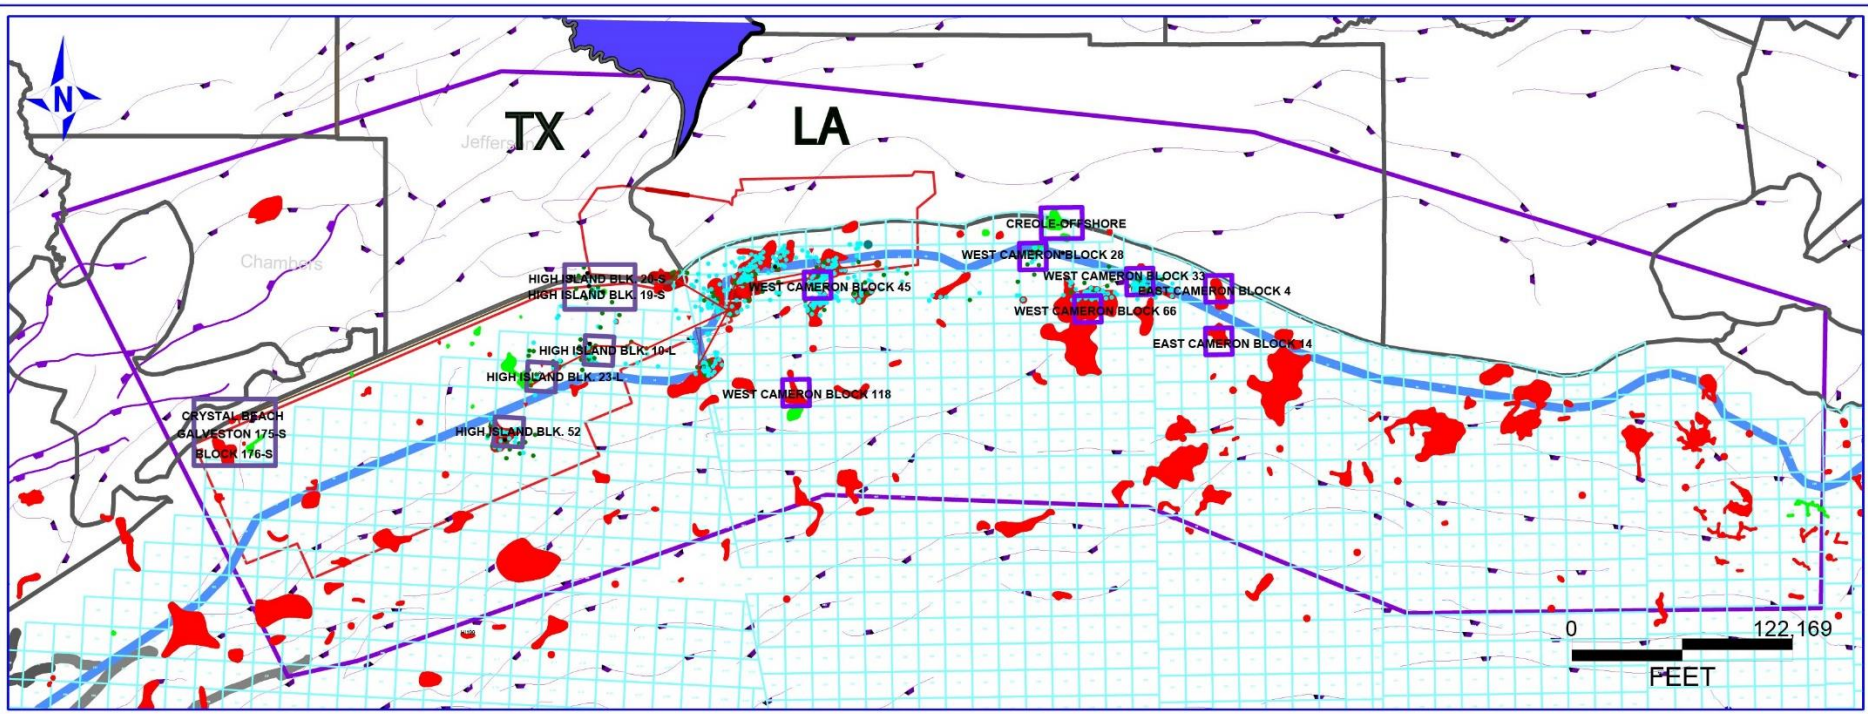 N
TX
LA
Jefferson
Chambers
CREOLE-OFFSHORE
WEST CAMERON BLOCK 28
HIGH ISLAND BLK. 20-S
HIGH ISLAND BLK. 19-S
WEST CAMERON BLOCK 45
WEST CAMERON BLOCK 33
EAST CAMERON BLOCK 4
WEST CAMERON BLOCK 66
EAST CAMERON BLOCK 14
HIGH ISLAND BLK. 10-L
HIGH ISLAND BLK. 23-L
WEST CAMERON BLOCK 118
CRYSTAL BEACH
GALVESTON 175-S
BLOCK 176-S
HIGH ISLAND BLK. 52
0
122,169
FEET